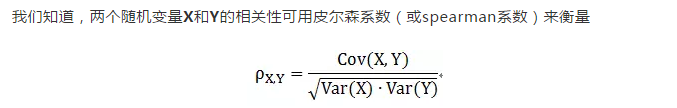 我们知道，两个随机变量X和Y的相关性可用皮尔森系数（或spearman系数）来衡量
ρX,Y = Cov(X, Y) / √Var(X) · Var(Y)